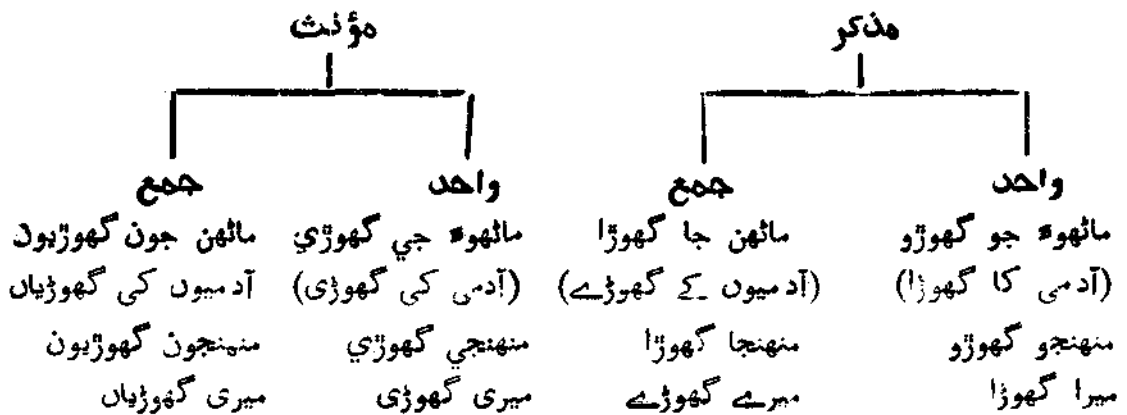 مذكر مؤنث
واحد جمع واحد جمع
ماڻهوءَ جو گهوڙو ماڻهن جا گهوڙا ماڻهوءَ جي گهوڙي ماڻهن جون گهوڙيون
(آدمی کا گھوڑا) (آدمیوں کے گھوڑے) (آدمی کی گھوڑی) آدمیوں کی گھوڑیاں
منهنجو گهوڙو منهنجا گهوڙا منهنجي گهوڙي منهنجون گهوڙيون
میرا گھوڑا میرے گھوڑے میری گھوڑی میری گھوڑیاں